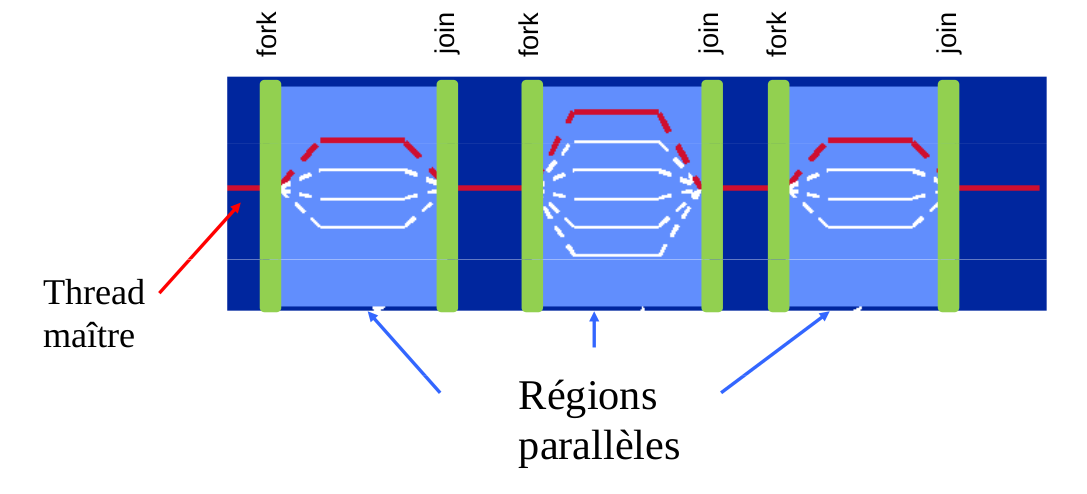 fork
join
fork
join
fork
join
Thread
maître
Régions
parallèles